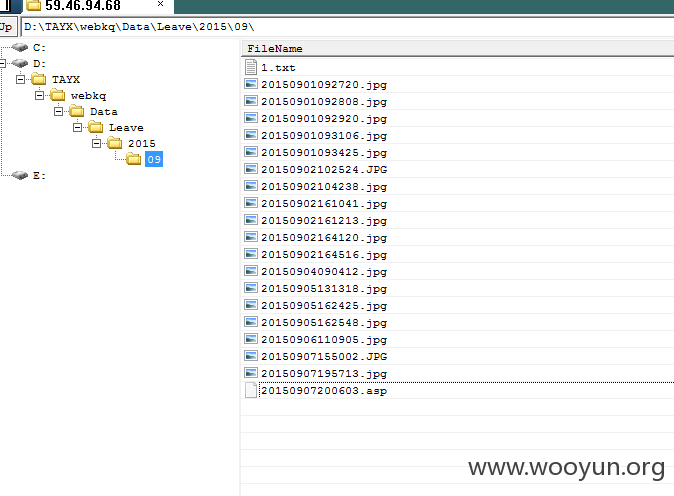 59.46.94.68 ×
Up D:\TAYX\webkq\Data\Leave\2015\09\
C:
D:
TAYX
webkq
Data
Leave
2015
09
E:
FileName
1.txt
20150901092720.jpg
20150901092808.jpg
20150901092920.jpg
20150901093106.jpg
20150901093425.jpg
20150902102524.JPG
20150902104238.jpg
20150902161041.jpg
20150902161213.jpg
20150902164120.jpg
20150902164516.jpg
20150904090412.jpg
20150905131318.jpg
20150905162425.jpg
20150905162548.jpg
20150906110905.jpg
20150907155002.JPG
20150907195713.jpg
20150907200603.asp
www.wooyun.org